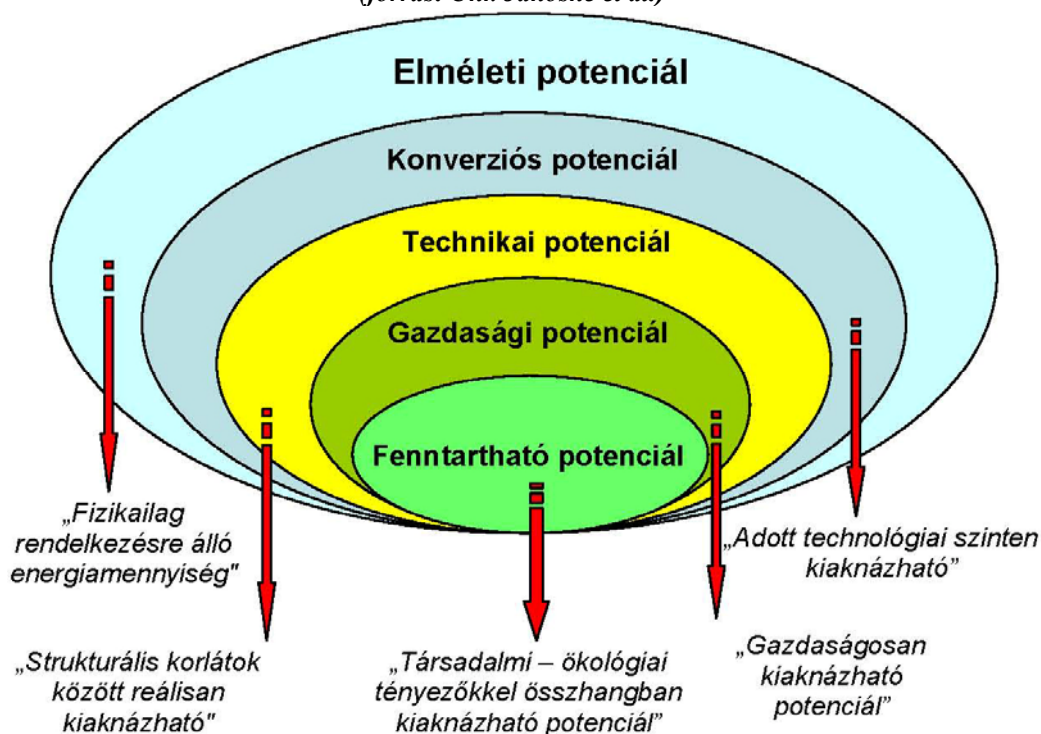 Elméleti potenciál
Konverziós potenciál
Technikai potenciál
Gazdasági potenciál
Fenntartható potenciál
„Fizikailag
rendelkezésre álló
energiamennyiség"
„Strukturális korlátok
között reálisan
kiaknázható"
„Társadalmi – ökológiai
tényezőkkel összhangban
kiaknázható potenciál”
„Gazdaságosan
kiaknázható
potenciál”
„Adott technológiai szinten
kiaknázható”